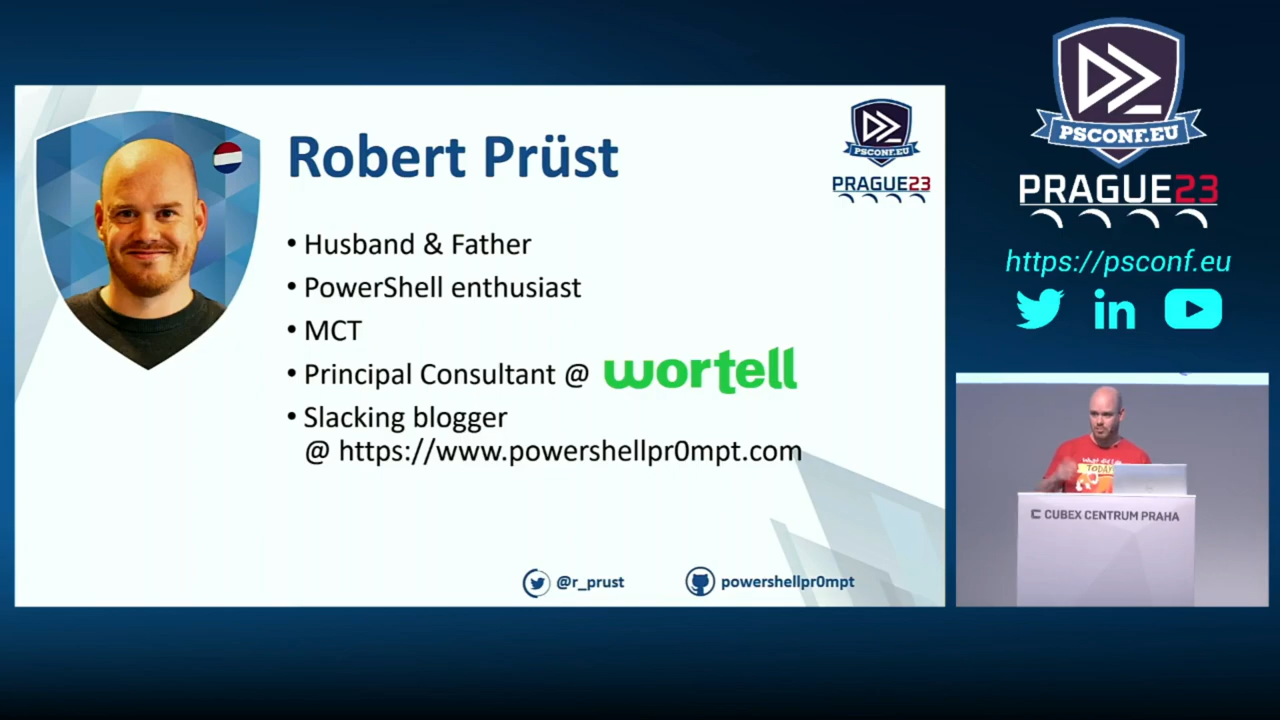 Robert Prüst
PSCONF.EU
PRAGUE23
• Husband & Father
• PowerShell enthusiast
• MCT
• Principal Consultant @ wortell
• Slacking blogger
@ https://www.powershellpr0mpt.com
@r_prust
powershellpr0mpt
PSCONF.EU
PRAGUE23
https://psconf.eu
in
TODAY
CUBEX CENTRUM PRAHA